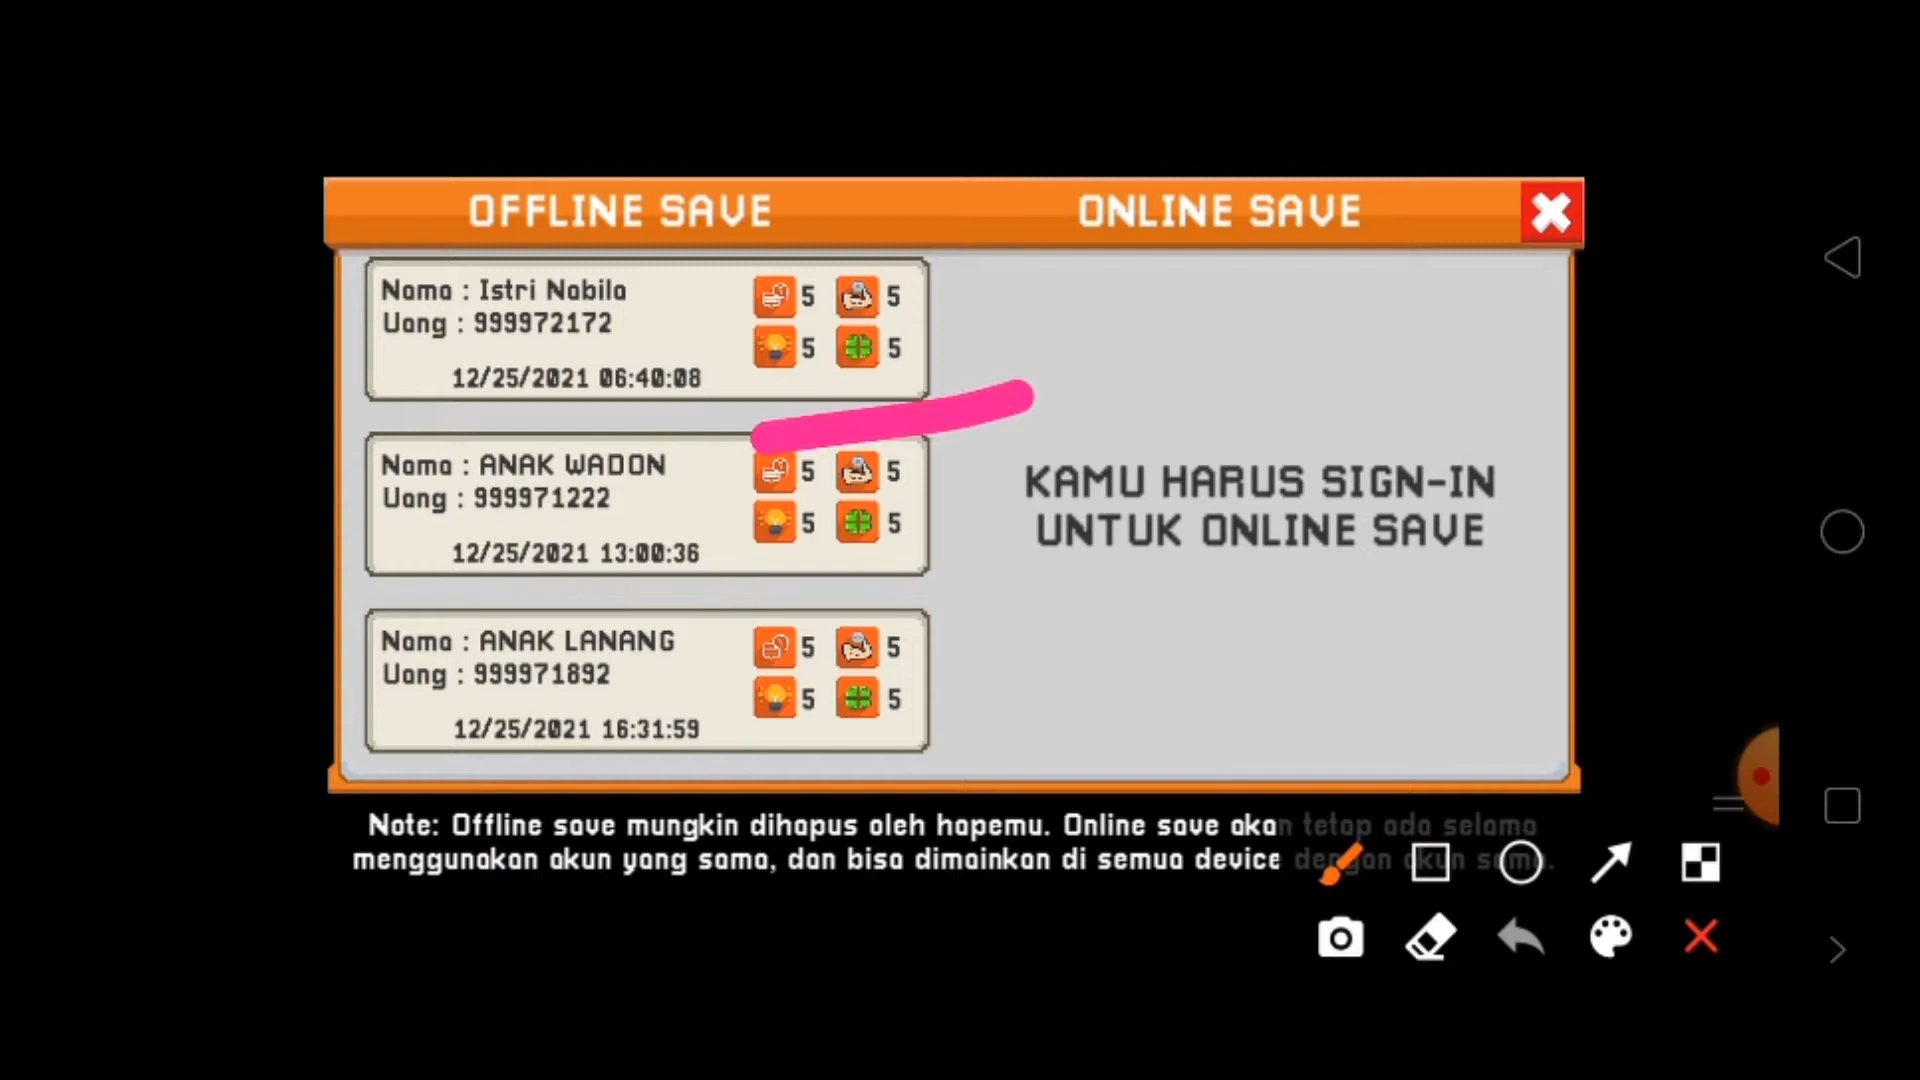 OFFLINE SAVE
ONLINE SAVE
Nama : Istri Nabila
Uang : 999972172
5 5
5 5
12/25/2021 06:40:08
Nama : ANAK WADON
Uang : 999971222
5 5
5 5
12/25/2021 13:00:36
Nama : ANAK LANANG
Uang : 999971892
5 5
5 5
12/25/2021 16:31:59
KAMU HARUS SIGN-IN
UNTUK ONLINE SAVE
Note: Offline save mungkin dihapus oleh hapemu. Online save akan tetap ada selama
menggunakan akun yang sama, dan bisa dimainkan di semua device dengan akun sama.